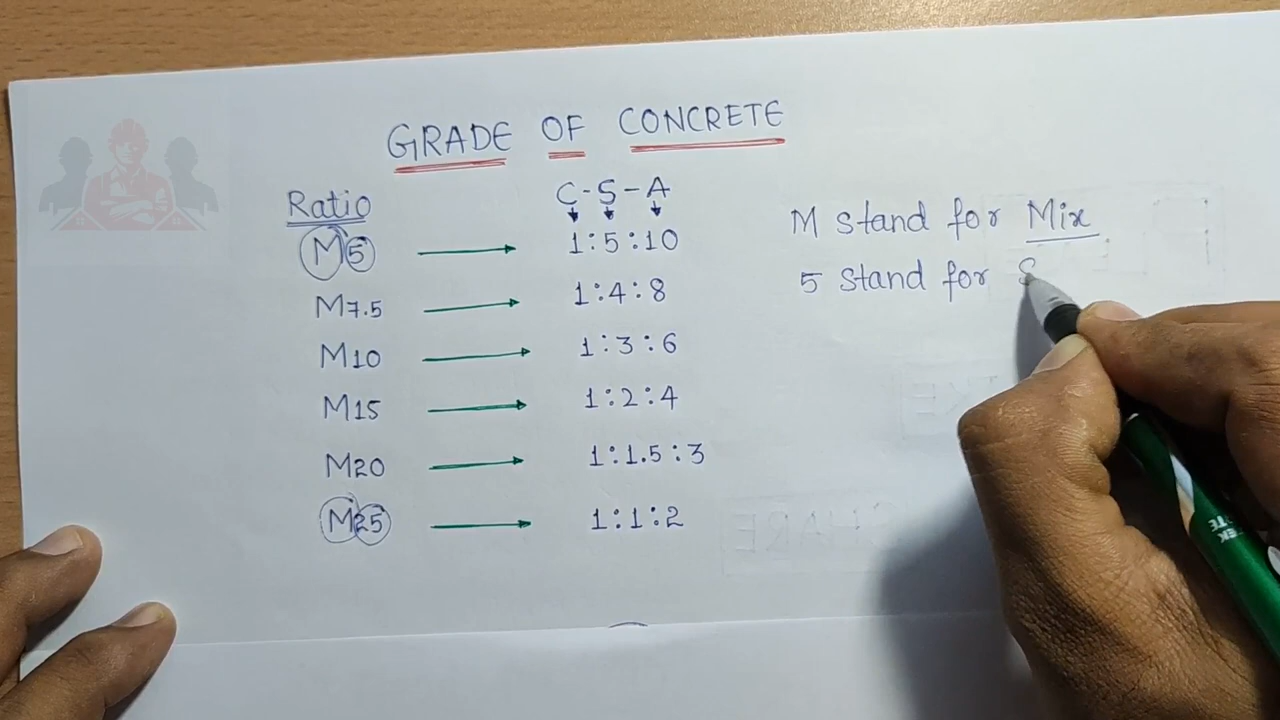 GRADE OF CONCRETE
Ratio C-S-A
M5 → 1:5:10
M7.5 → 1:4:8
M10 → 1:3:6
M15 → 1:2:4
M20 → 1:1.5:3
M25 → 1:1:2
M stand for Mix
5 Stand for S